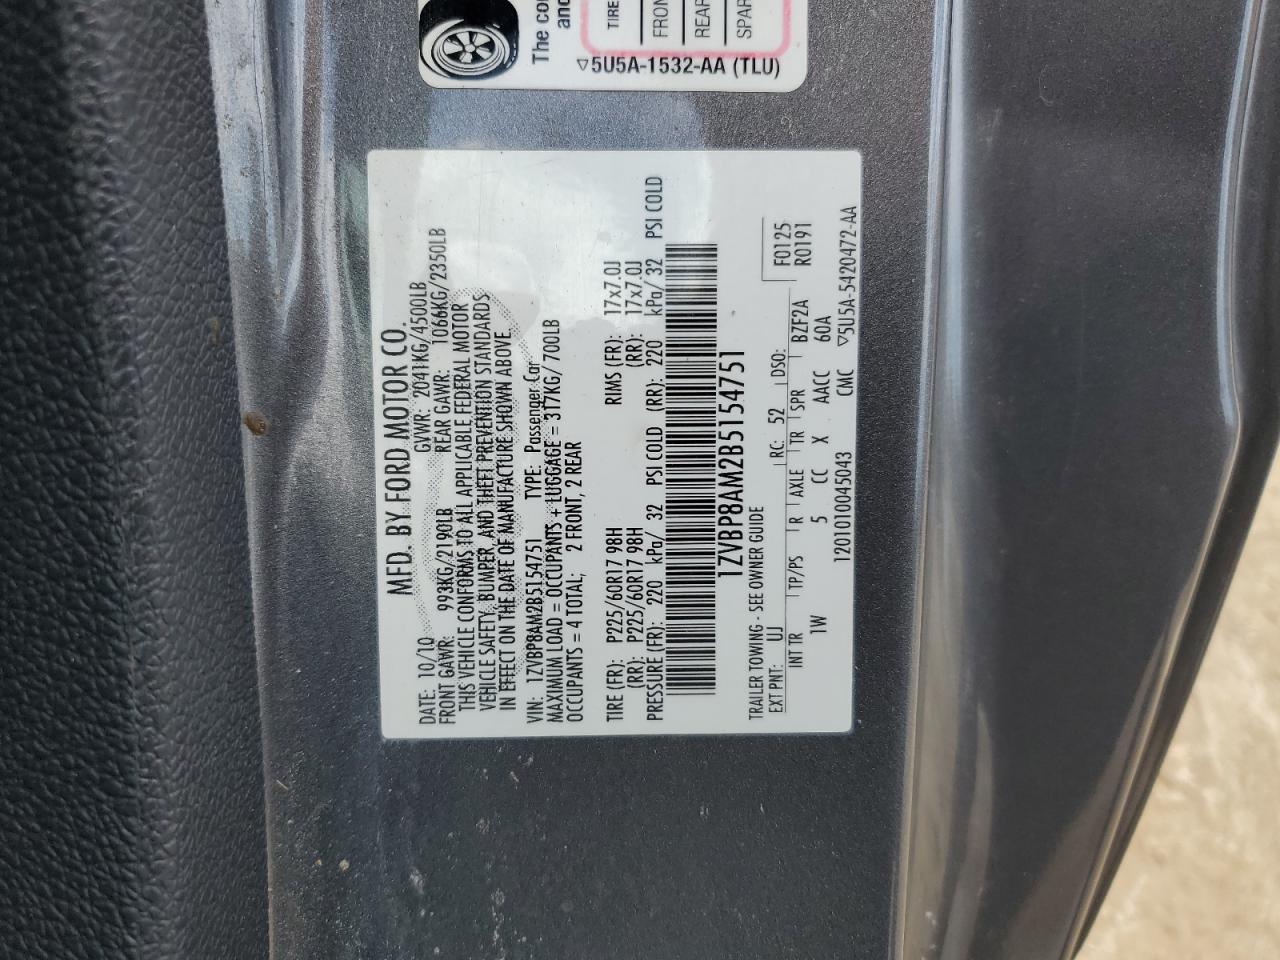 MFD. BY FORD MOTOR CO.
DATE: 10/10 GVWR: 2041KG/4500LB
FRONT GAWR: 993KG/2190LB REAR GAWR: 1066KG/2350LB
THIS VEHICLE CONFORMS TO ALL APPLICABLE FEDERAL MOTOR
VEHICLE SAFETY, BUMPER, AND THEFT PREVENTION STANDARDS
IN EFFECT ON THE DATE OF MANUFACTURE SHOWN ABOVE.
VIN: 1ZVBP8AM2B5154751 TYPE: Passenger Car
MAXIMUM LOAD = OCCUPANTS + LUGGAGE = 317KG/700LB
OCCUPANTS = 4 TOTAL; 2 FRONT, 2 REAR
TIRE (FR): P225/60R17 98H RIMS (FR): 17x7.0J
(RR): P225/60R17 98H (RR): 17x7.0J
PRESSURE (FR): 220 kPa/ 32 PSI COLD (RR): 220 kPa/ 32 PSI COLD
1ZVBP8AM2B5154751
TRAILER TOWING - SEE OWNER GUIDE F0125
EXT PNT: UJ RC: 52 DSO: R0191
INT TR TP/PS R AXLE TR SPR BZF2A
1W 5 CC X AACC 60A
1201010045043 CMC ▽5U5A-5420472-AA
The co
and
TIRE
FRON
REAR
SPAR
▽5U5A-1532-AA (TLU)